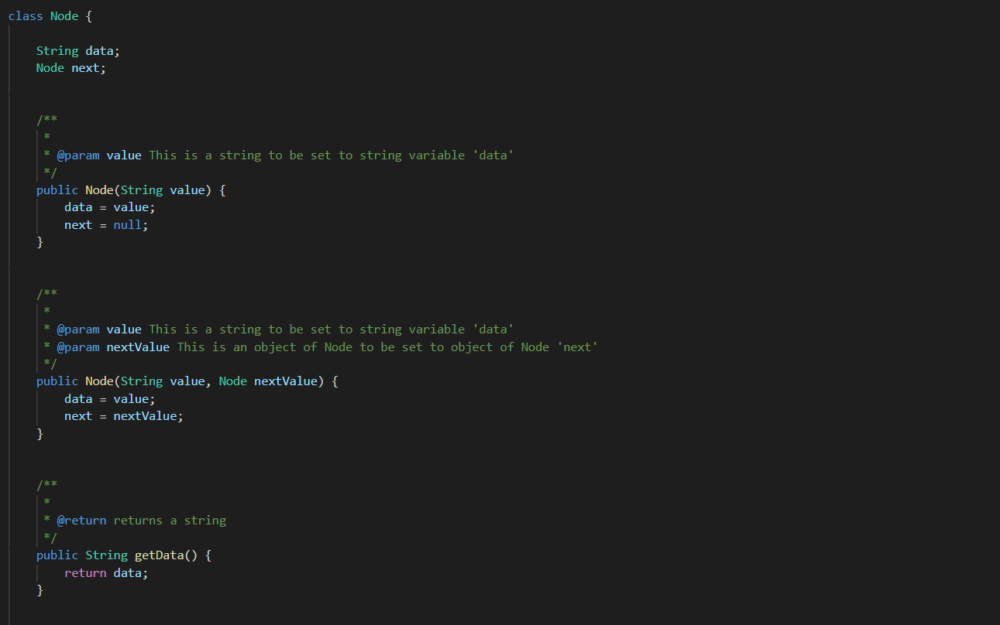 class Node {
    String data;
    Node next;
    /**
     *
     * @param value This is a string to be set to string variable 'data'
     */
    public Node(String value) {
        data = value;
        next = null;
    }
    /**
     *
     * @param value This is a string to be set to string variable 'data'
     * @param nextValue This is an object of Node to be set to object of Node 'next'
     */
    public Node(String value, Node nextValue) {
        data = value;
        next = nextValue;
    }
    /**
     *
     * @return returns a string
     */
    public String getData() {
        return data;
    }